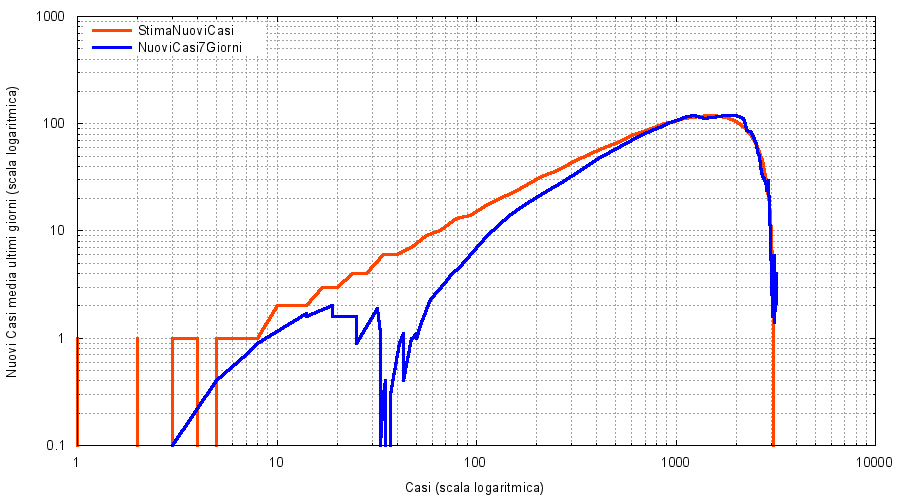 1000
StimaNuoviCasi
NuoviCasi7Giorni
100
10
1
0.1
1 10 100 1000 10000
Nuovi Casi media ultimi giorni (scala logaritmica)
Casi (scala logaritmica)